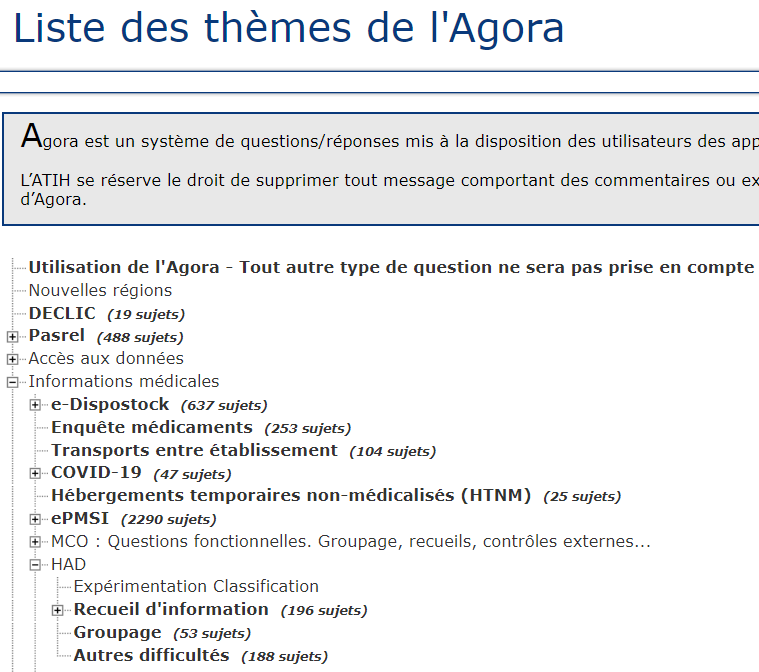 Liste des thèmes de l'Agora
Agora est un système de questions/réponses mis à la disposition des utilisateurs des app
L’ATIH se réserve le droit de supprimer tout message comportant des commentaires ou ex
d’Agora.
Utilisation de l'Agora - Tout autre type de question ne sera pas prise en compte
Nouvelles régions
DECLIC (19 sujets)
Pasrel (488 sujets)
Accès aux données
Informations médicales
e-Dispostock (637 sujets)
Enquête médicaments (253 sujets)
Transports entre établissement (104 sujets)
COVID-19 (47 sujets)
Hébergements temporaires non-médicalisés (HTNM) (25 sujets)
ePMSI (2290 sujets)
MCO : Questions fonctionnelles. Groupage, recueils, contrôles externes...
HAD
Expérimentation Classification
Recueil d'information (196 sujets)
Groupage (53 sujets)
Autres difficultés (188 sujets)